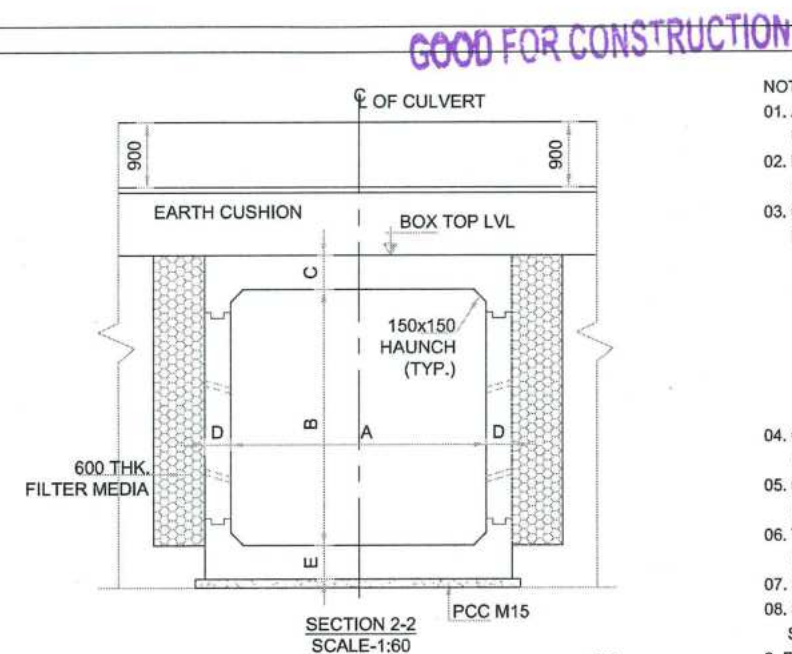 GOOD FOR CONSTRUCTION
℄ OF CULVERT
900
900
EARTH CUSHION
BOX TOP LVL
C
150x150
HAUNCH
(TYP.)
B
D
A
D
600 THK.
FILTER MEDIA
E
PCC M15
SECTION 2-2
SCALE-1:60
NOT
01.
02.
03.
04.
05.
06.
07.
08.